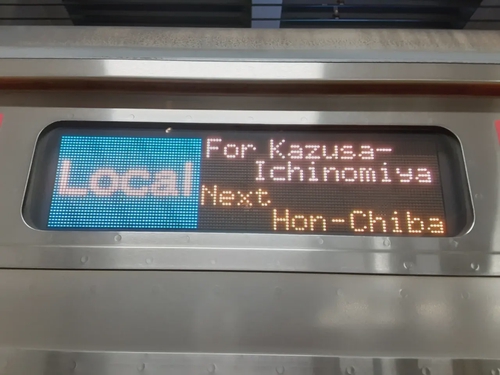 Local
For Kazusa-
Ichinomiya
Next
Hon-Chiba